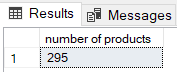 Results Messages
number of products
1 295